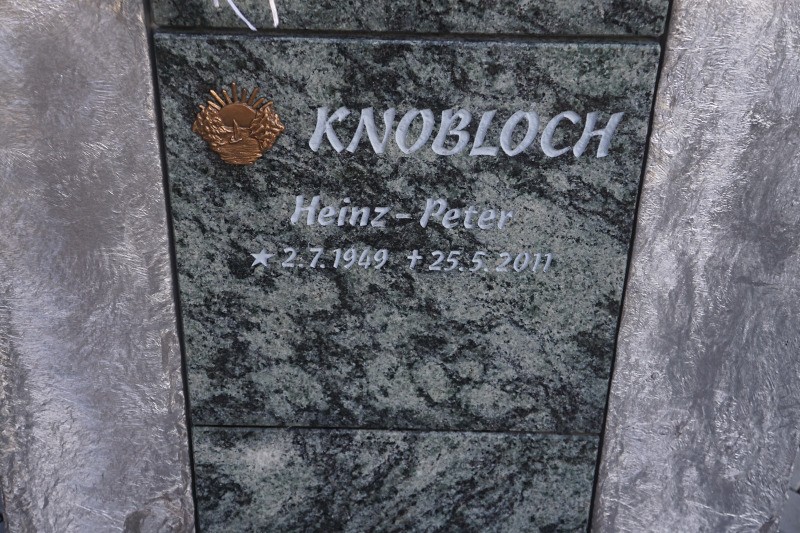 KNOBLOCH
Heinz - Peter
★ 2.7.1949 ✝ 25.5.2011